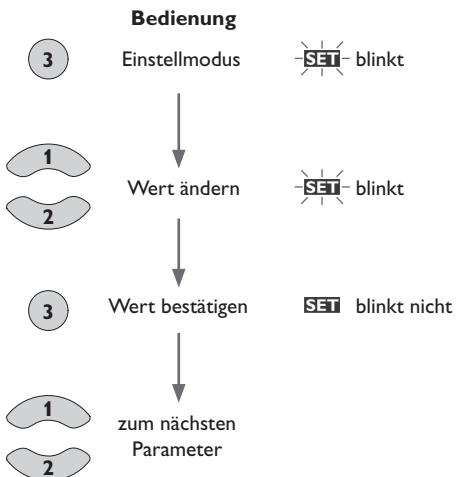 Bedienung
3 Einstellmodus SET blinkt
1
Wert ändern SET blinkt
2
3 Wert bestätigen SET blinkt nicht
1
zum nächsten
Parameter
2